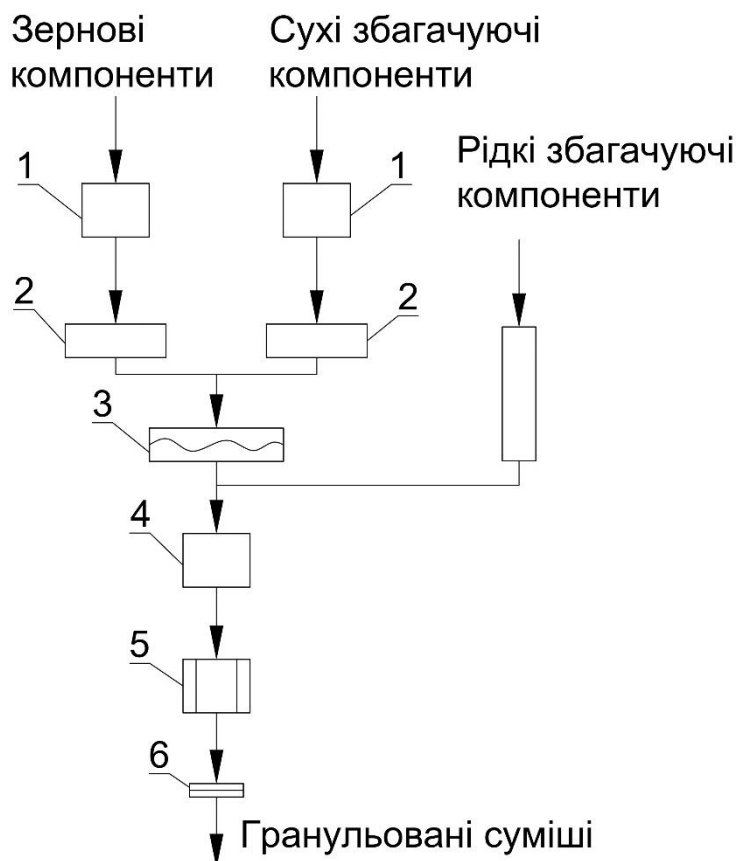 Зернові
компоненти
Сухі збагачуючі
компоненти
Рідкі збагачуючі
компоненти
1
1
2
2
3
4
5
6
Гранульовані суміші